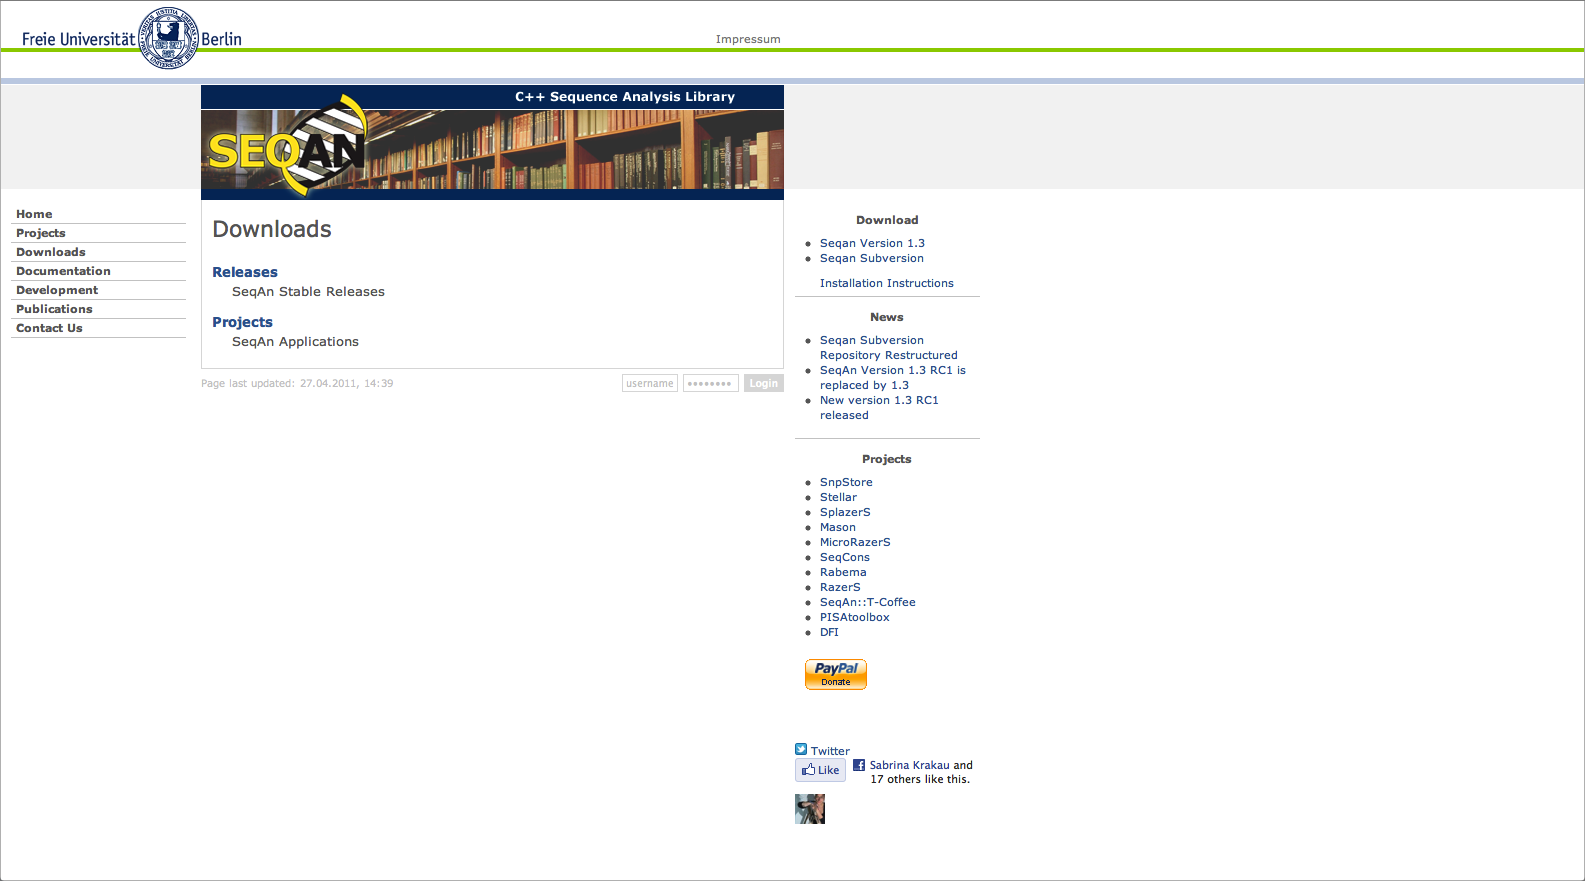 Freie Universität Berlin
Impressum
C++ Sequence Analysis Library
SEQAN
Home
Projects
Downloads
Documentation
Development
Publications
Contact Us
Downloads
Releases
SeqAn Stable Releases
Projects
SeqAn Applications
Page last updated: 27.04.2011, 14:39
username
••••••••
Login
Download
Seqan Version 1.3
Seqan Subversion
Installation Instructions
News
Seqan Subversion
Repository Restructured
SeqAn Version 1.3 RC1 is
replaced by 1.3
New version 1.3 RC1
released
Projects
SnpStore
Stellar
SplazerS
Mason
MicroRazerS
SeqCons
Rabema
RazerS
SeqAn::T-Coffee
PISAtoolbox
DFI
PayPal
Donate
Twitter
Like
Sabrina Krakau and
17 others like this.